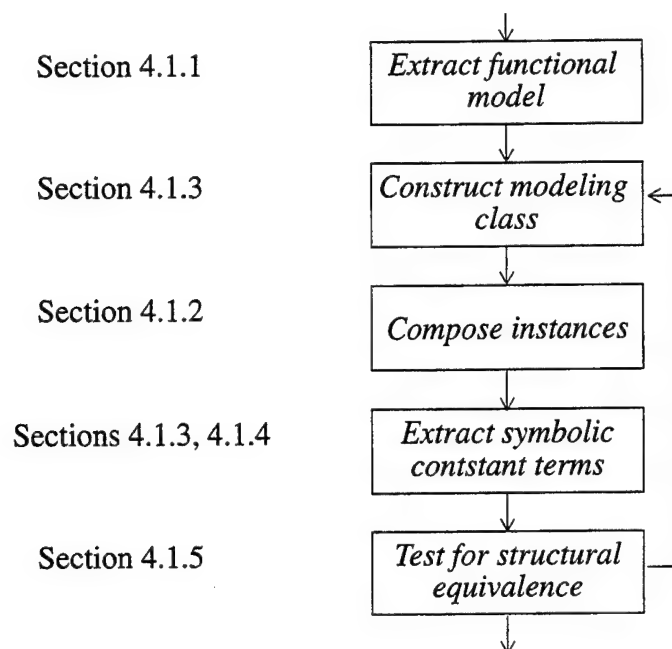 Section 4.1.1
Extract functional
model
Section 4.1.3
Construct modeling
class
Section 4.1.2
Compose instances
Sections 4.1.3, 4.1.4
Extract symbolic
contstant terms
Section 4.1.5
Test for structural
equivalence